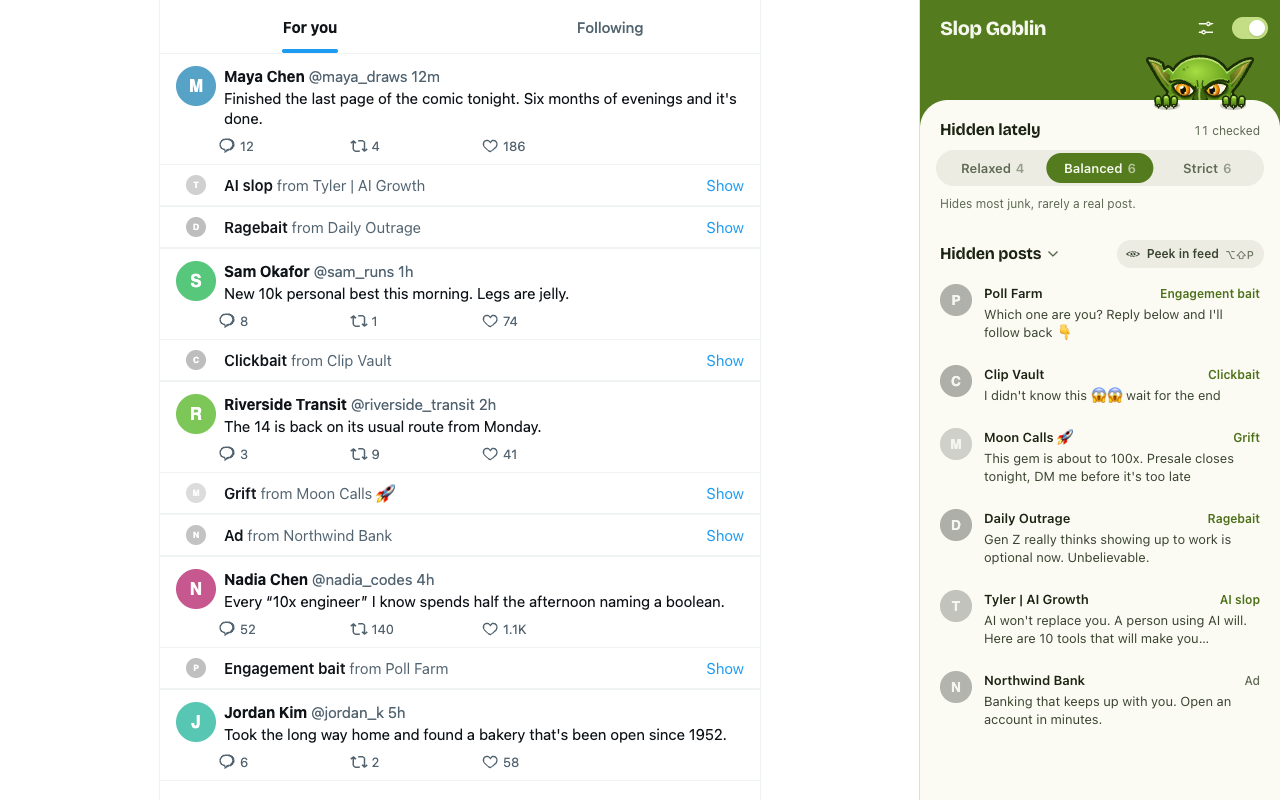 For you
Following
Maya Chen @maya_draws 12m
Finished the last page of the comic tonight. Six months of evenings and it's
done.
12 4 186
AI slop from Tyler | AI Growth Show
Ragebait from Daily Outrage Show
Sam Okafor @sam_runs 1h
New 10k personal best this morning. Legs are jelly.
8 1 74
Clickbait from Clip Vault Show
Riverside Transit @riverside_transit 2h
The 14 is back on its usual route from Monday.
3 9 41
Grift from Moon Calls 🚀 Show
Ad from Northwind Bank Show
Nadia Chen @nadia_codes 4h
Every “10x engineer” I know spends half the afternoon naming a boolean.
52 140 1.1K
Engagement bait from Poll Farm Show
Jordan Kim @jordan_k 5h
Took the long way home and found a bakery that's been open since 1952.
6 2 58
Slop Goblin
Hidden lately 11 checked
Relaxed 4 Balanced 6 Strict 6
Hides most junk, rarely a real post.
Hidden posts Peek in feed ⌥⇧P
P Poll Farm Engagement bait
Which one are you? Reply below and I'll
follow back 👇
C Clip Vault Clickbait
I didn't know this 😱😱 wait for the end
M Moon Calls 🚀 Grift
This gem is about to 100x. Presale closes
tonight, DM me before it's too late
D Daily Outrage Ragebait
Gen Z really thinks showing up to work is
optional now. Unbelievable.
T Tyler | AI Growth AI slop
AI won't replace you. A person using AI will.
Here are 10 tools that will make you…
N Northwind Bank Ad
Banking that keeps up with you. Open an
account in minutes.